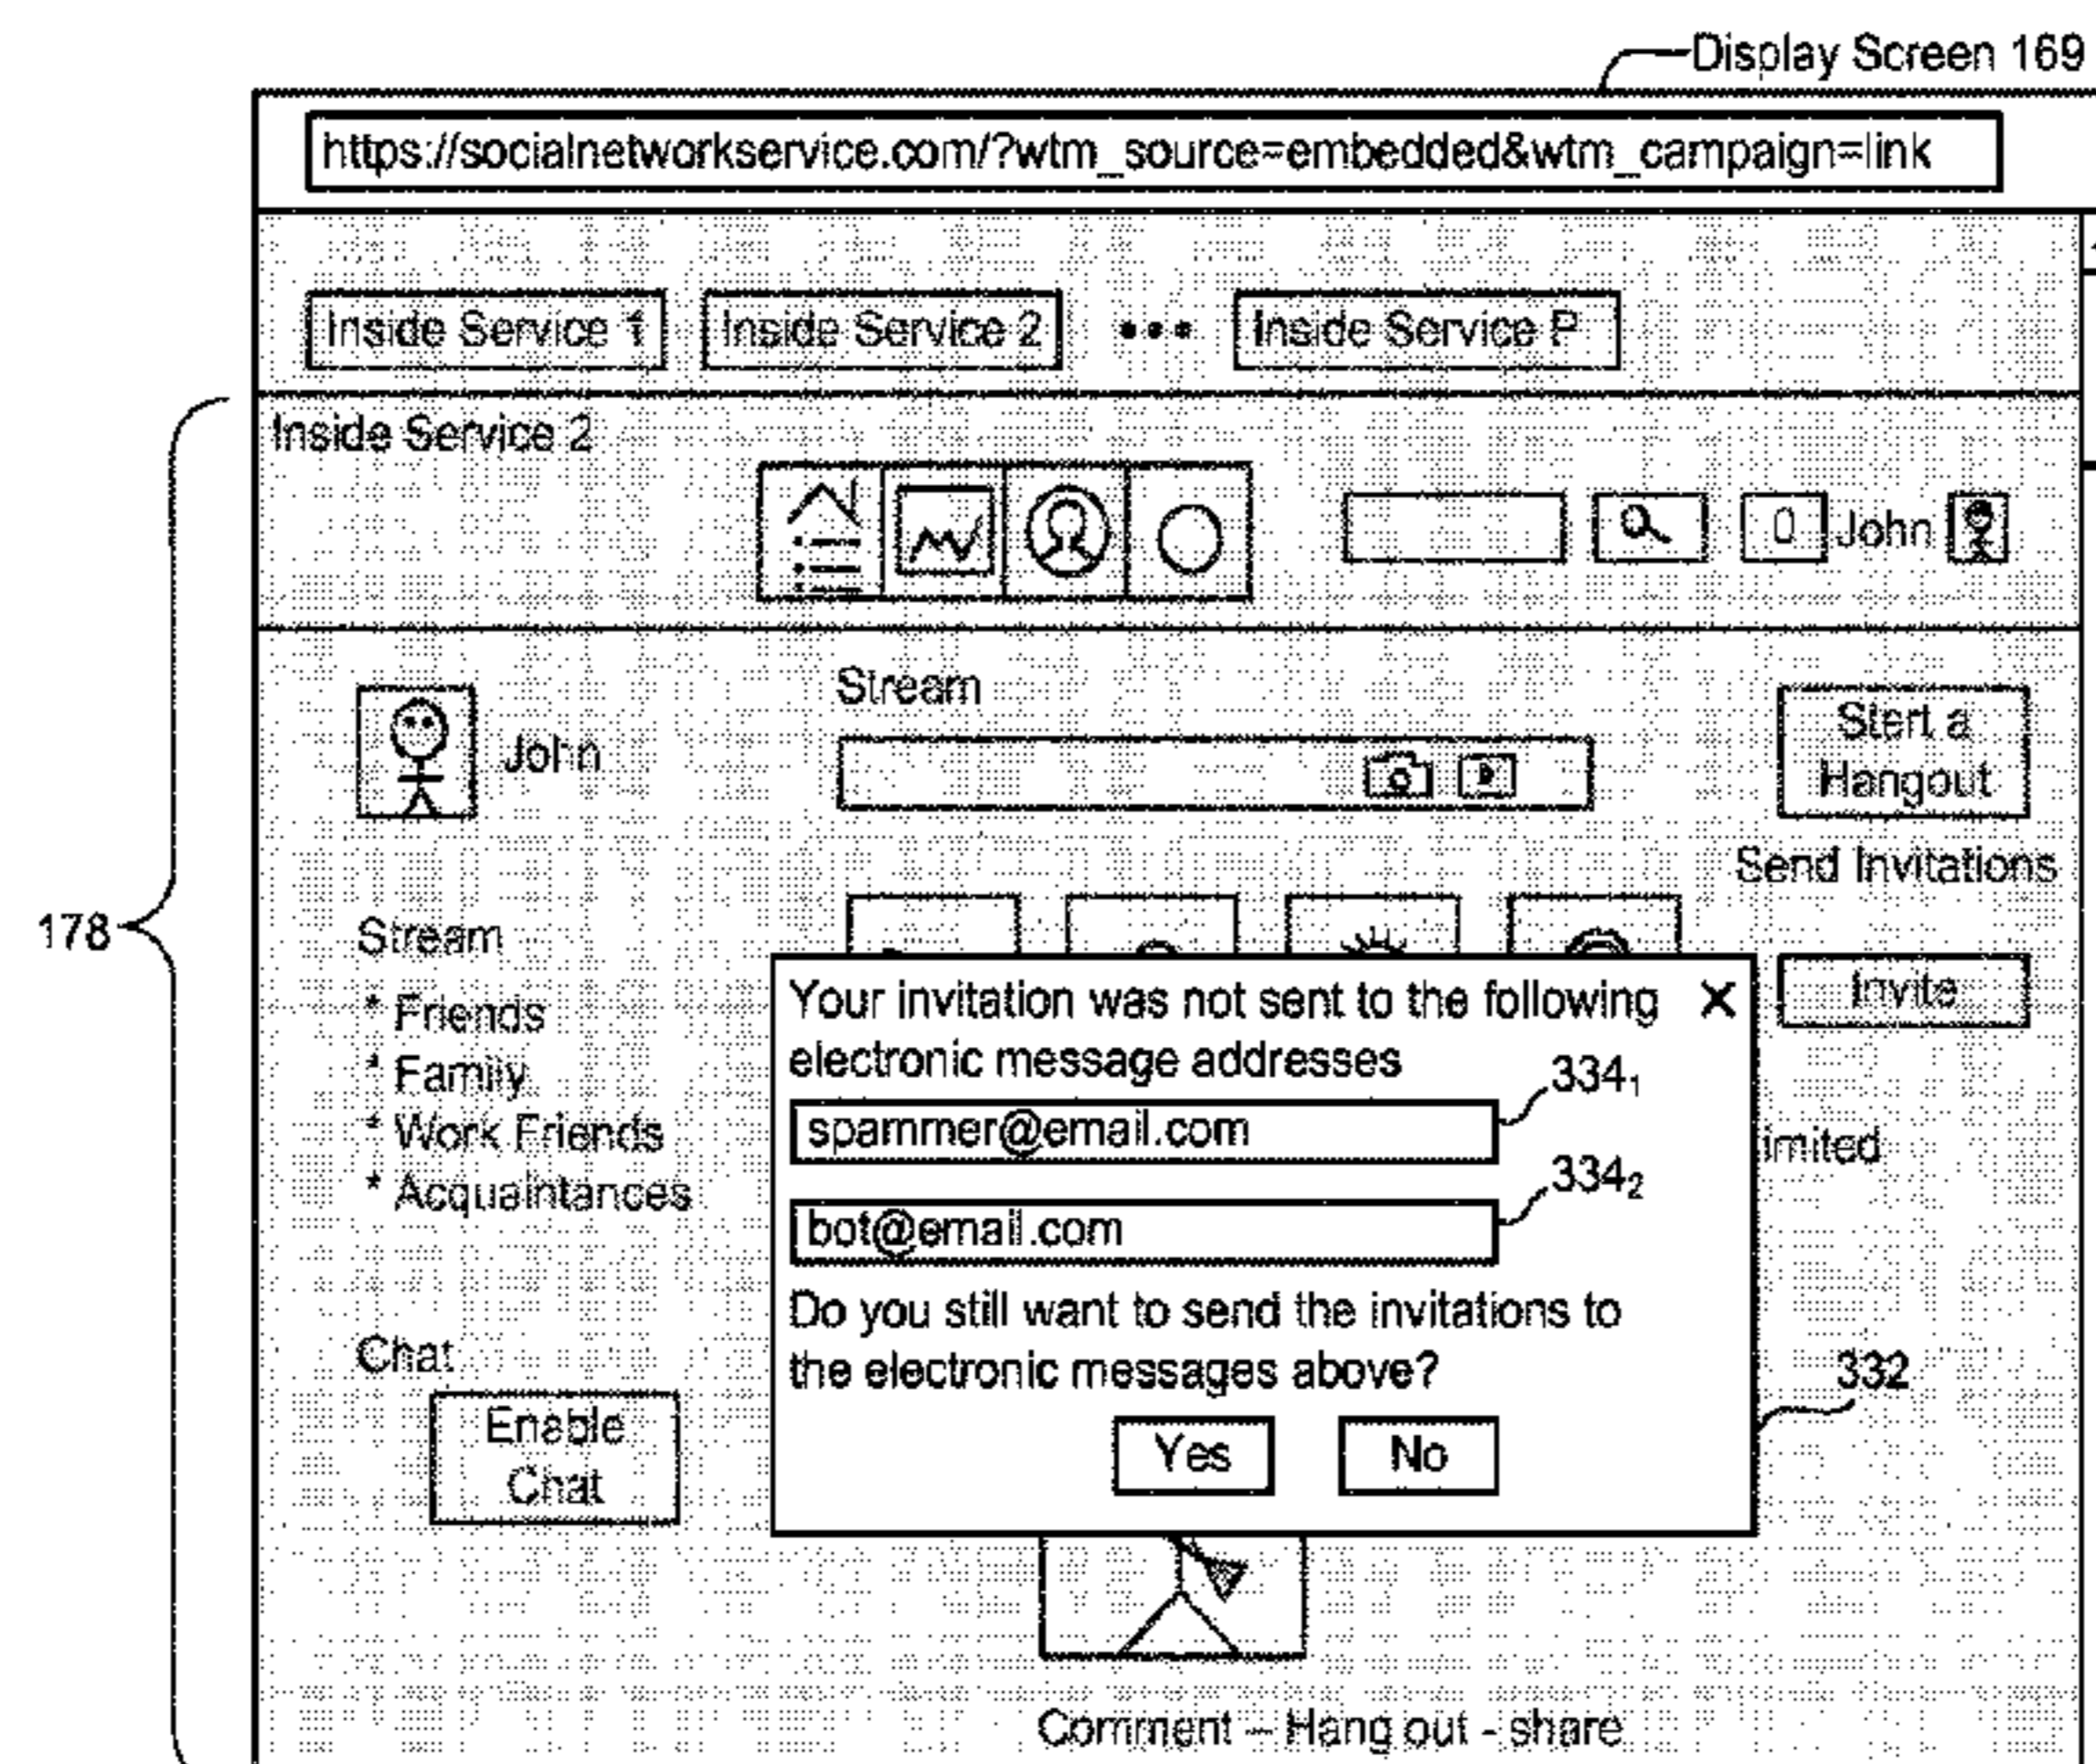 Display Screen 169
https://socialnetworkservice.com/?wtm_source=embedded&wtm_campaign=link
Inside Service 1 Inside Service 2 ••• Inside Service P
Inside Service 2
0 John
178
John
Stream
Start a
Hangout
Send Invitations
Invite
Stream
* Friends
* Family
* Work Friends
* Acquaintances
imited
Chat
Enable
Chat
Your invitation was not sent to the following X
electronic message addresses
334₁
spammer@email.com
334₂
bot@email.com
Do you still want to send the invitations to
the electronic messages above?
332
Yes No
Comment – Hang out - share